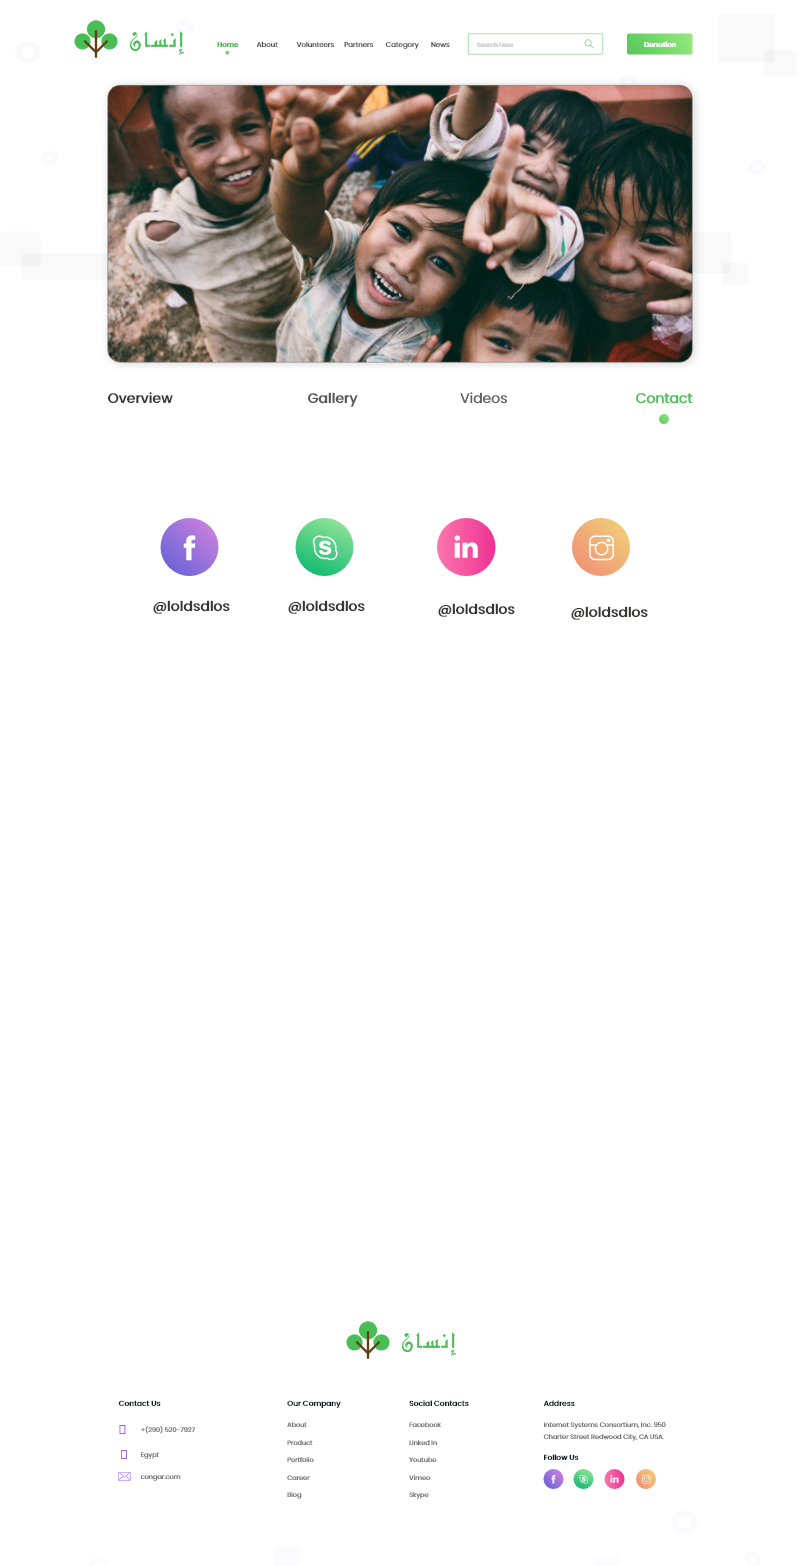 إنسان
Home About Volunteers Partners Category News Search Here Donation
Overview Gallery Videos Contact
@loldsdlos @loldsdlos @loldsdlos @loldsdlos
إنسان
Contact Us
+(290) 520-7927
Egypt
congar.com
Our Company
About
Product
Portfolio
Career
Blog
Social Contacts
Facebook
Linked In
Youtube
Vimeo
Skype
Address
Internet Systems Consortium, Inc. 950
Charter Street Redwood City, CA USA.
Follow Us